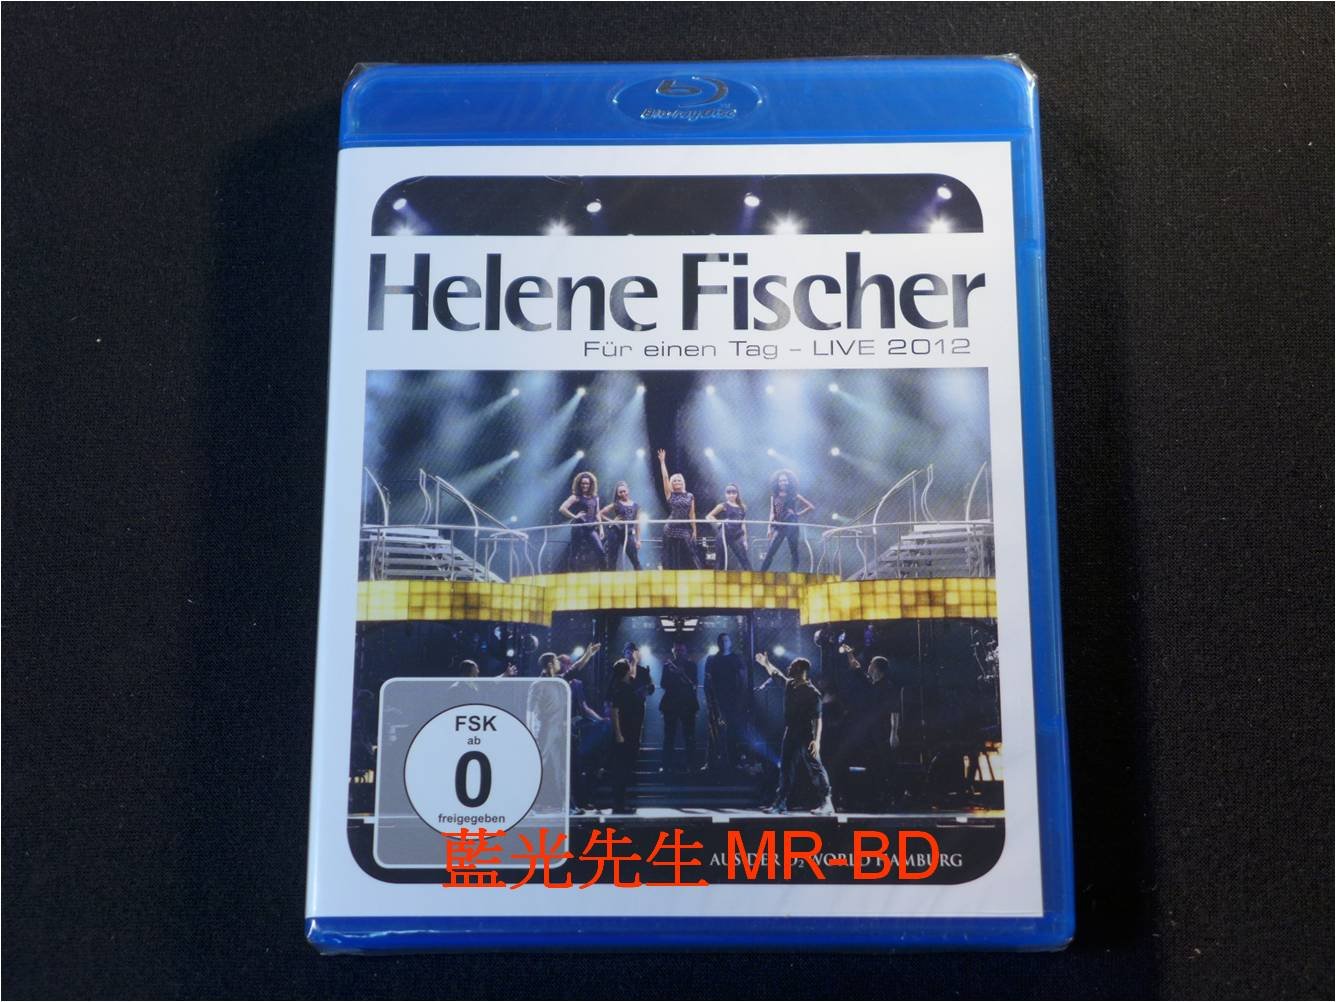 Blu-ray Disc
Helene Fischer
Für einen Tag – LIVE 2012
FSK
ab
0
freigegeben
藍光先生 MR-BD
AUS DER O₂ WORLD HAMBURG